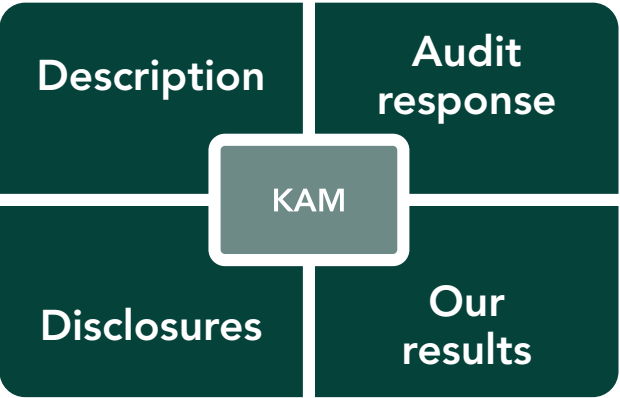 Description
Audit
response
KAM
Disclosures
Our
results